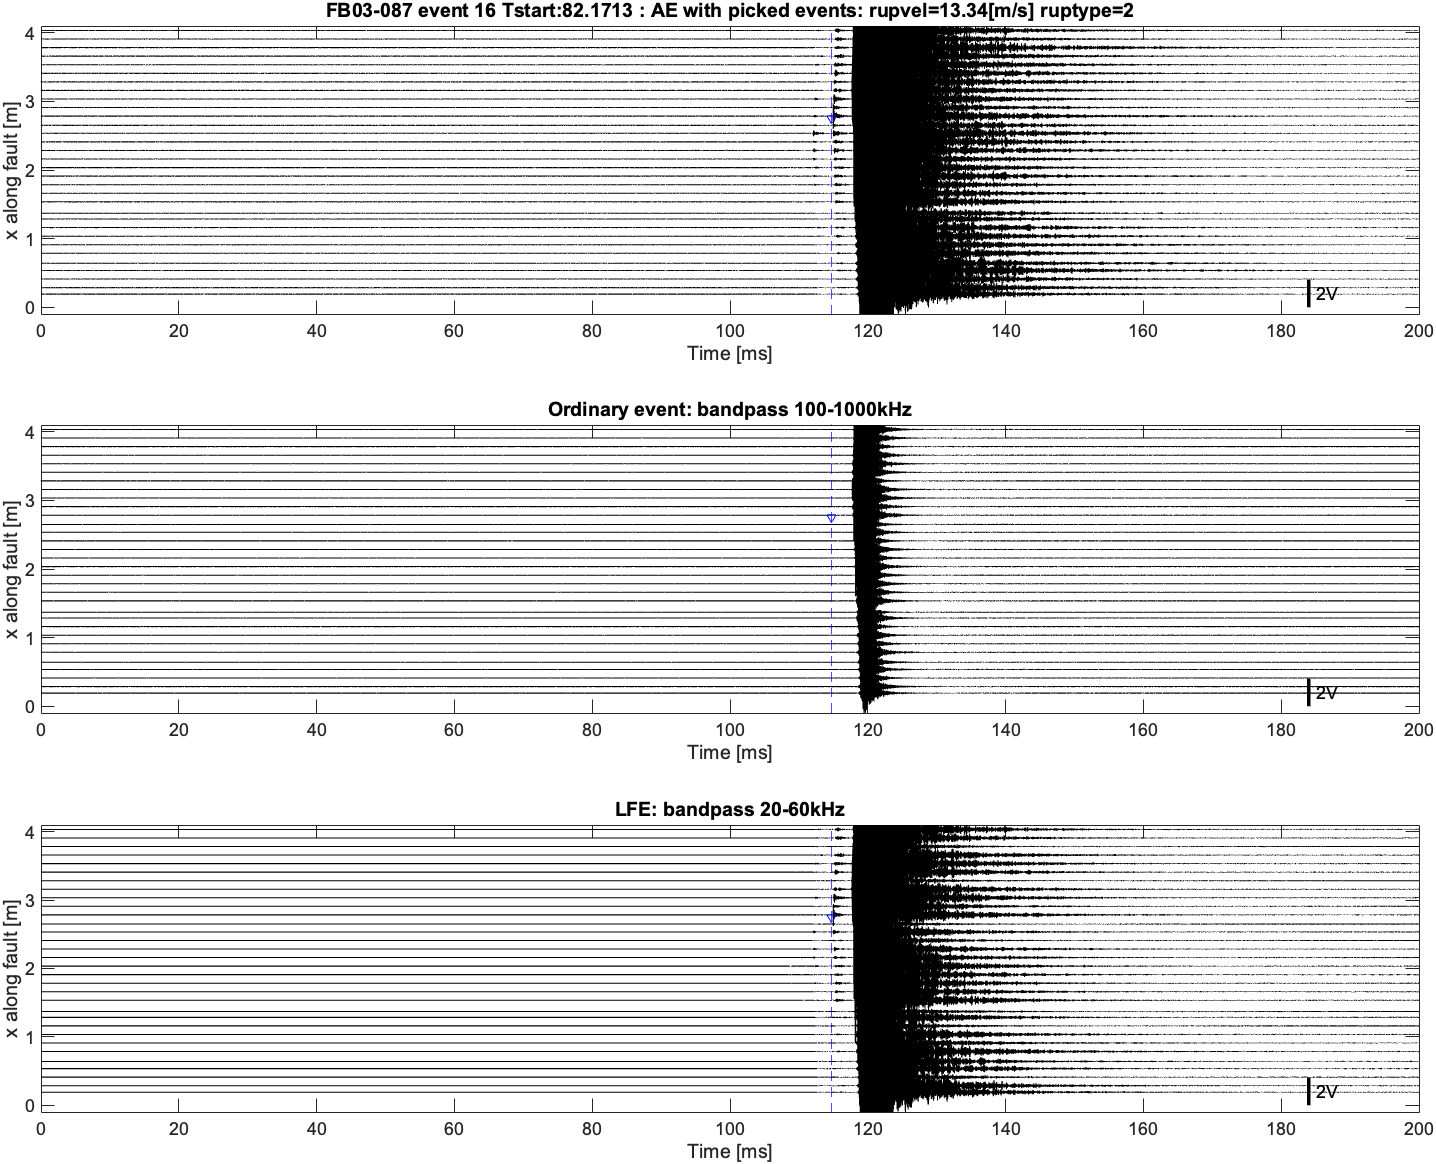 FB03-087 event 16 Tstart:82.1713 : AE with picked events: rupvel=13.34[m/s] ruptype=2
4
3
2
1
0
x along fault [m]
2V
0 20 40 60 80 100 120 140 160 180 200
Time [ms]
Ordinary event: bandpass 100-1000kHz
4
3
2
1
0
x along fault [m]
2V
0 20 40 60 80 100 120 140 160 180 200
Time [ms]
LFE: bandpass 20-60kHz
4
3
2
1
0
x along fault [m]
2V
0 20 40 60 80 100 120 140 160 180 200
Time [ms]